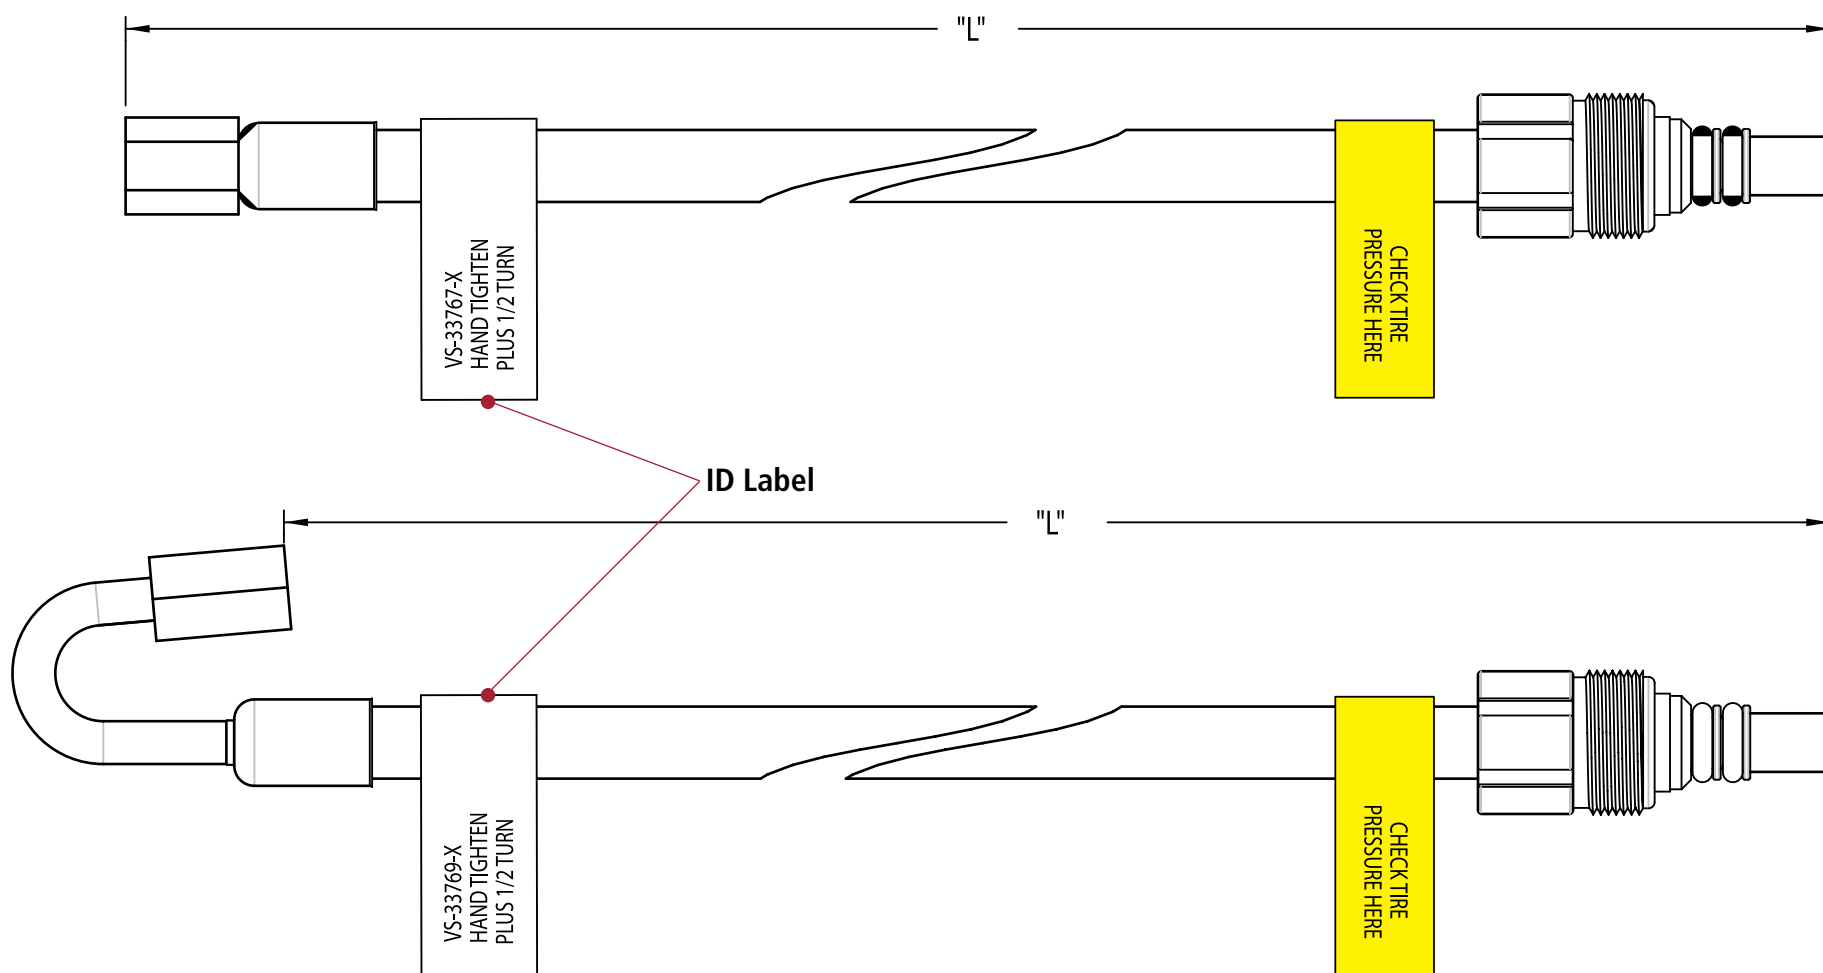 "L"
VS-33767-X
HAND TIGHTEN
PLUS 1/2 TURN
CHECK TIRE
PRESSURE HERE
ID Label
"L"
VS-33769-X
HAND TIGHTEN
PLUS 1/2 TURN
CHECK TIRE
PRESSURE HERE